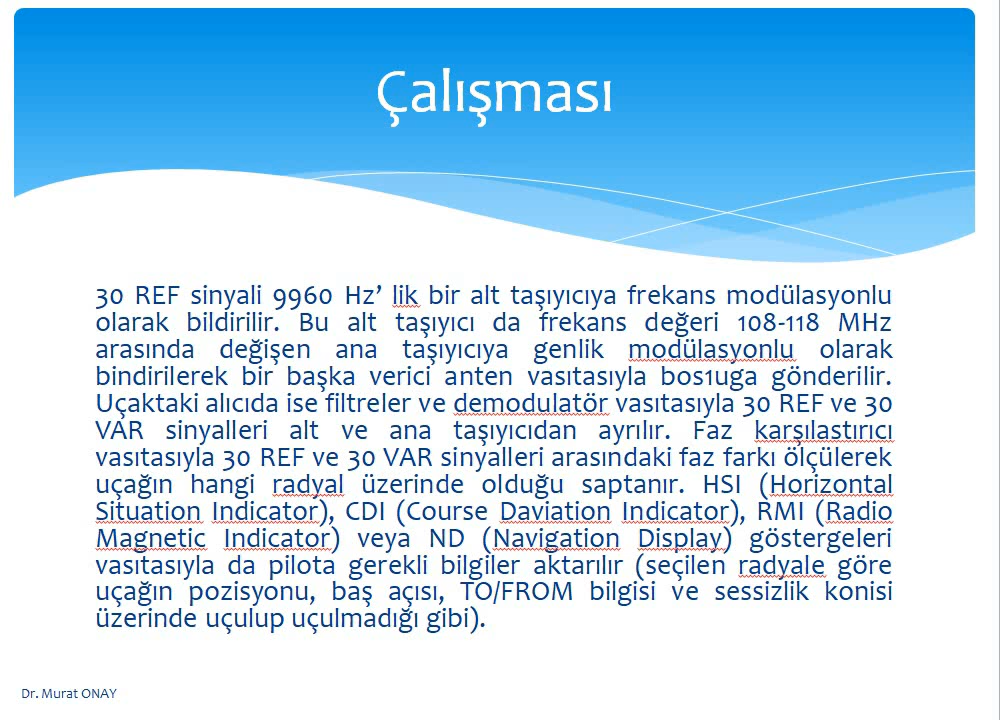 Çalışması
30 REF sinyali 9960 Hz’ lik bir alt taşıyıcıya frekans modülasyonlu
olarak bildirilir. Bu alt taşıyıcı da frekans değeri 108-118 MHz
arasında değişen ana taşıyıcıya genlik modülasyonlu olarak
bindirilerek bir başka verici anten vasıtasıyla bos1uga gönderilir.
Uçaktaki alıcıda ise filtreler ve demodulatör vasıtasıyla 30 REF ve 30
VAR sinyalleri alt ve ana taşıyıcıdan ayrılır. Faz karşılastırıcı
vasıtasıyla 30 REF ve 30 VAR sinyalleri arasındaki faz farkı ölçülerek
uçağın hangi radyal üzerinde olduğu saptanır. HSI (Horizontal
Situation Indicator), CDI (Course Daviation Indicator), RMI (Radio
Magnetic Indicator) veya ND (Navigation Display) göstergeleri
vasıtasıyla da pilota gerekli bilgiler aktarılır (seçilen radyale göre
uçağın pozisyonu, baş açısı, TO/FROM bilgisi ve sessizlik konisi
üzerinde uçulup uçulmadığı gibi).
Dr. Murat ONAY